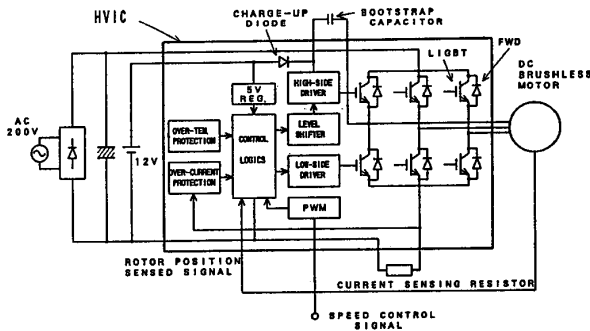 HVIC
CHARGE-UP
DIODE
BOOTSTRAP
CAPACITOR
LIGBT
FWD
DC
BRUSHLESS
MOTOR
AC
200V
12V
5V
REG.
HIGH-SIDE
DRIVER
OVER-TEM.
PROTECTION
CONTROL
LOGICS
LEVEL
SHIFTER
OVER-CURRENT
PROTECTION
LOW-SIDE
DRIVER
PWM
ROTOR POSITION
SENSED SIGNAL
CURRENT SENSING RESISTOR
SPEED CONTROL
SIGNAL